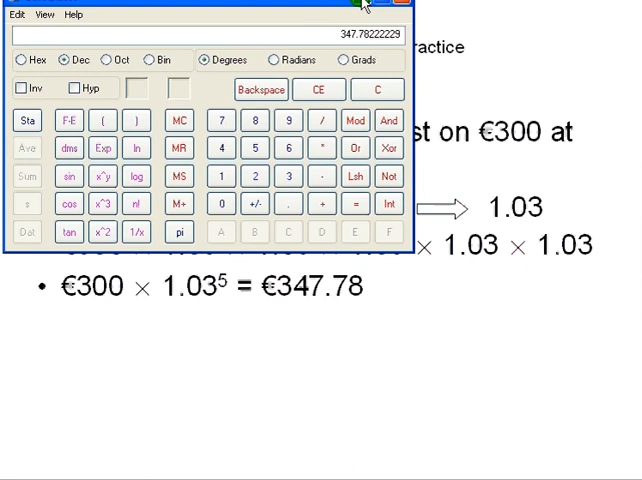 Edit View Help
347.78222229
Hex Dec Oct Bin Degrees Radians Grads
Inv Hyp Backspace CE C
Sta F-E ( ) MC 7 8 9 / Mod And
Ave dms Exp ln MR 4 5 6 * Or Xor
Sum sin x^y log MS 1 2 3 - Lsh Not
s cos x^3 n! M+ 0 +/- . + = Int
Dat tan x^2 1/x pi A B C D E F
ractice
st on €300 at
1.03
× 1.03 × 1.03
• €300 × 1.03⁵ = €347.78